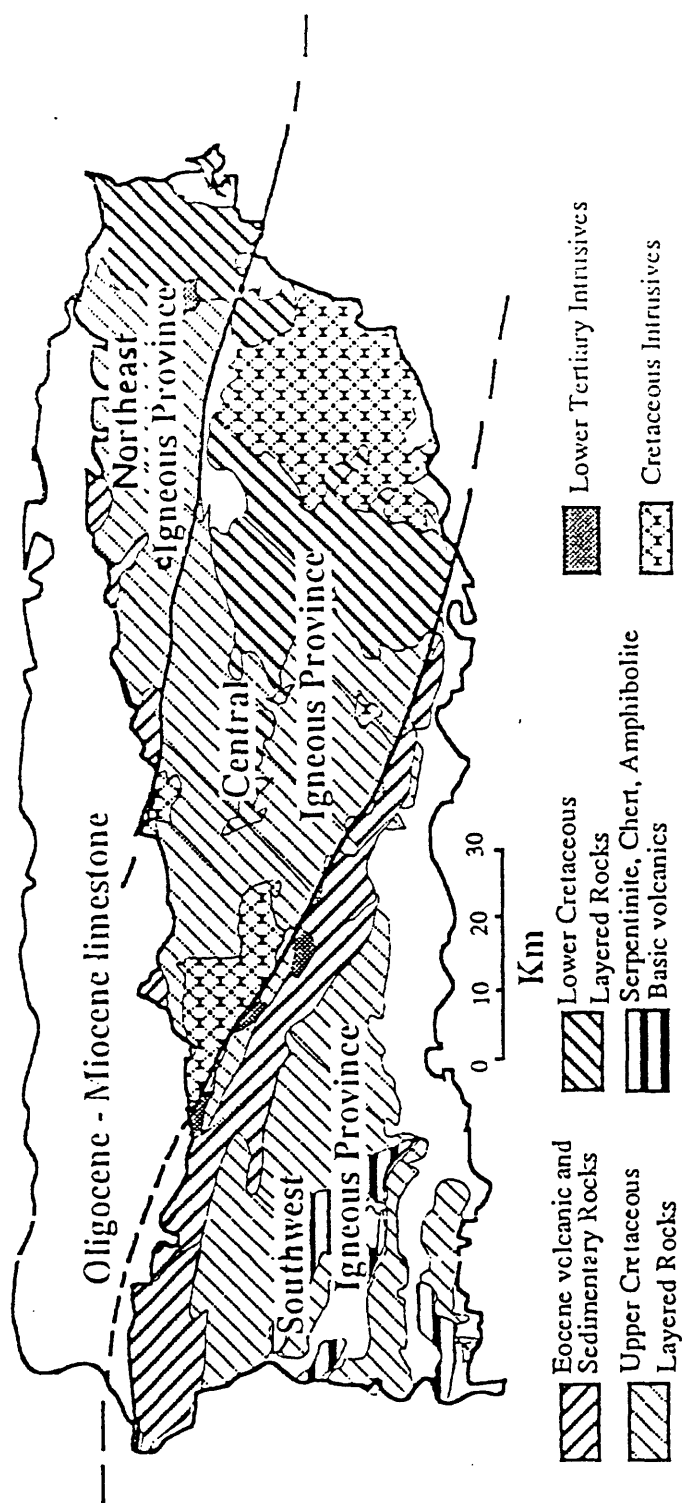 Oligocene - Miocene limestone
Northeast
Igneous Province
Central
Igneous Province
Southwest
Igneous Province
0 10 20 30
Km
Eocene volcanic and
Sedimentary Rocks
Upper Cretaceous
Layered Rocks
Lower Cretaceous
Layered Rocks
Serpentinite, Chert, Amphibolite
Basic volcanics
Lower Tertiary Intrusives
Cretaceous Intrusives